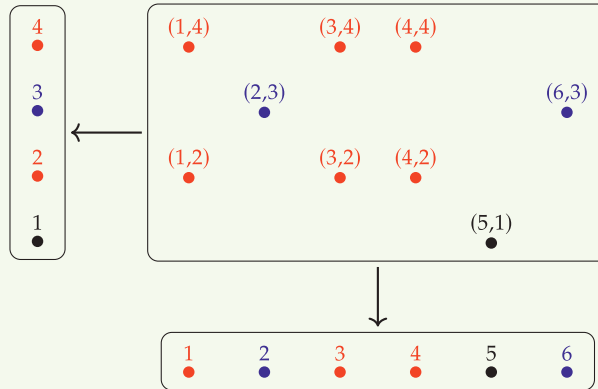 4 (1,4) (3,4) (4,4)
3 (2,3) (6,3)
2 (1,2) (3,2) (4,2)
1 (5,1)
1 2 3 4 5 6